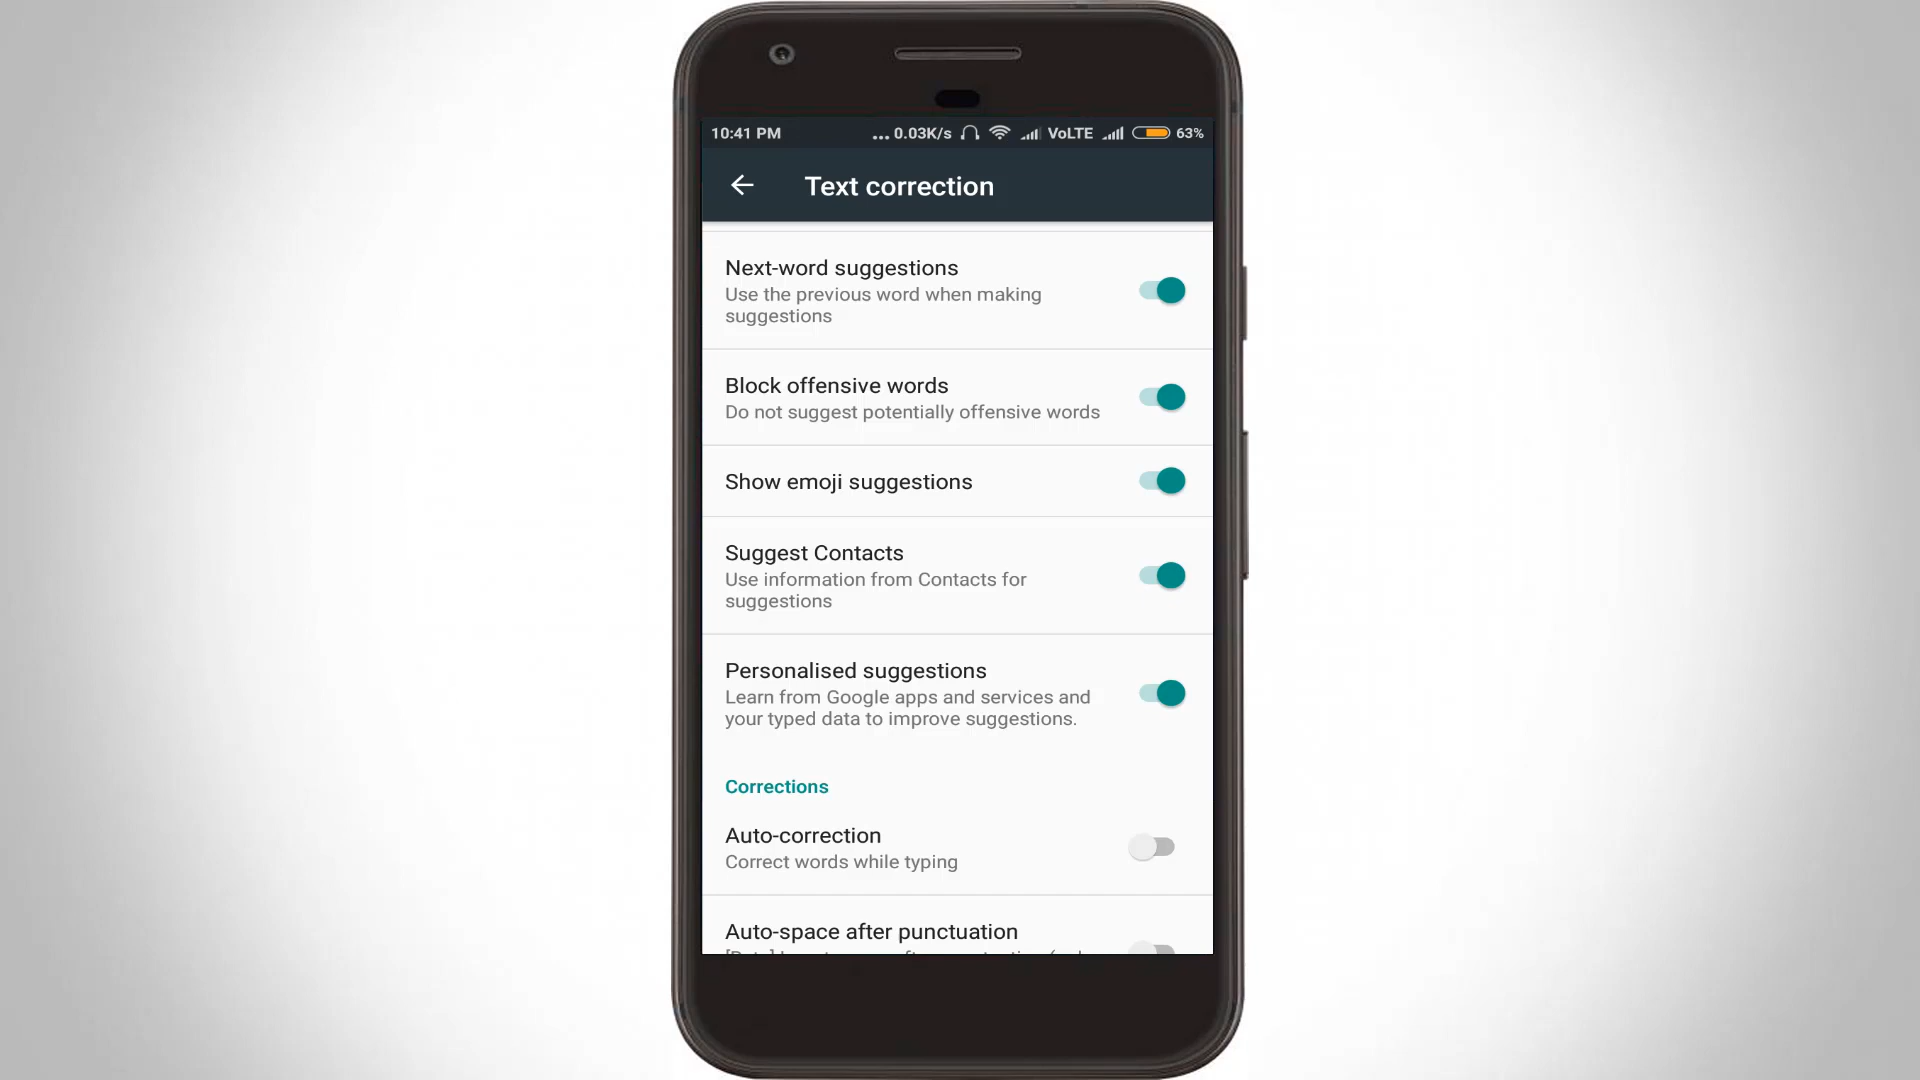 10:41 PM ... 0.03K/s VoLTE 63%
Text correction
Next-word suggestions
Use the previous word when making
suggestions
Block offensive words
Do not suggest potentially offensive words
Show emoji suggestions
Suggest Contacts
Use information from Contacts for
suggestions
Personalised suggestions
Learn from Google apps and services and
your typed data to improve suggestions.
Corrections
Auto-correction
Correct words while typing
Auto-space after punctuation